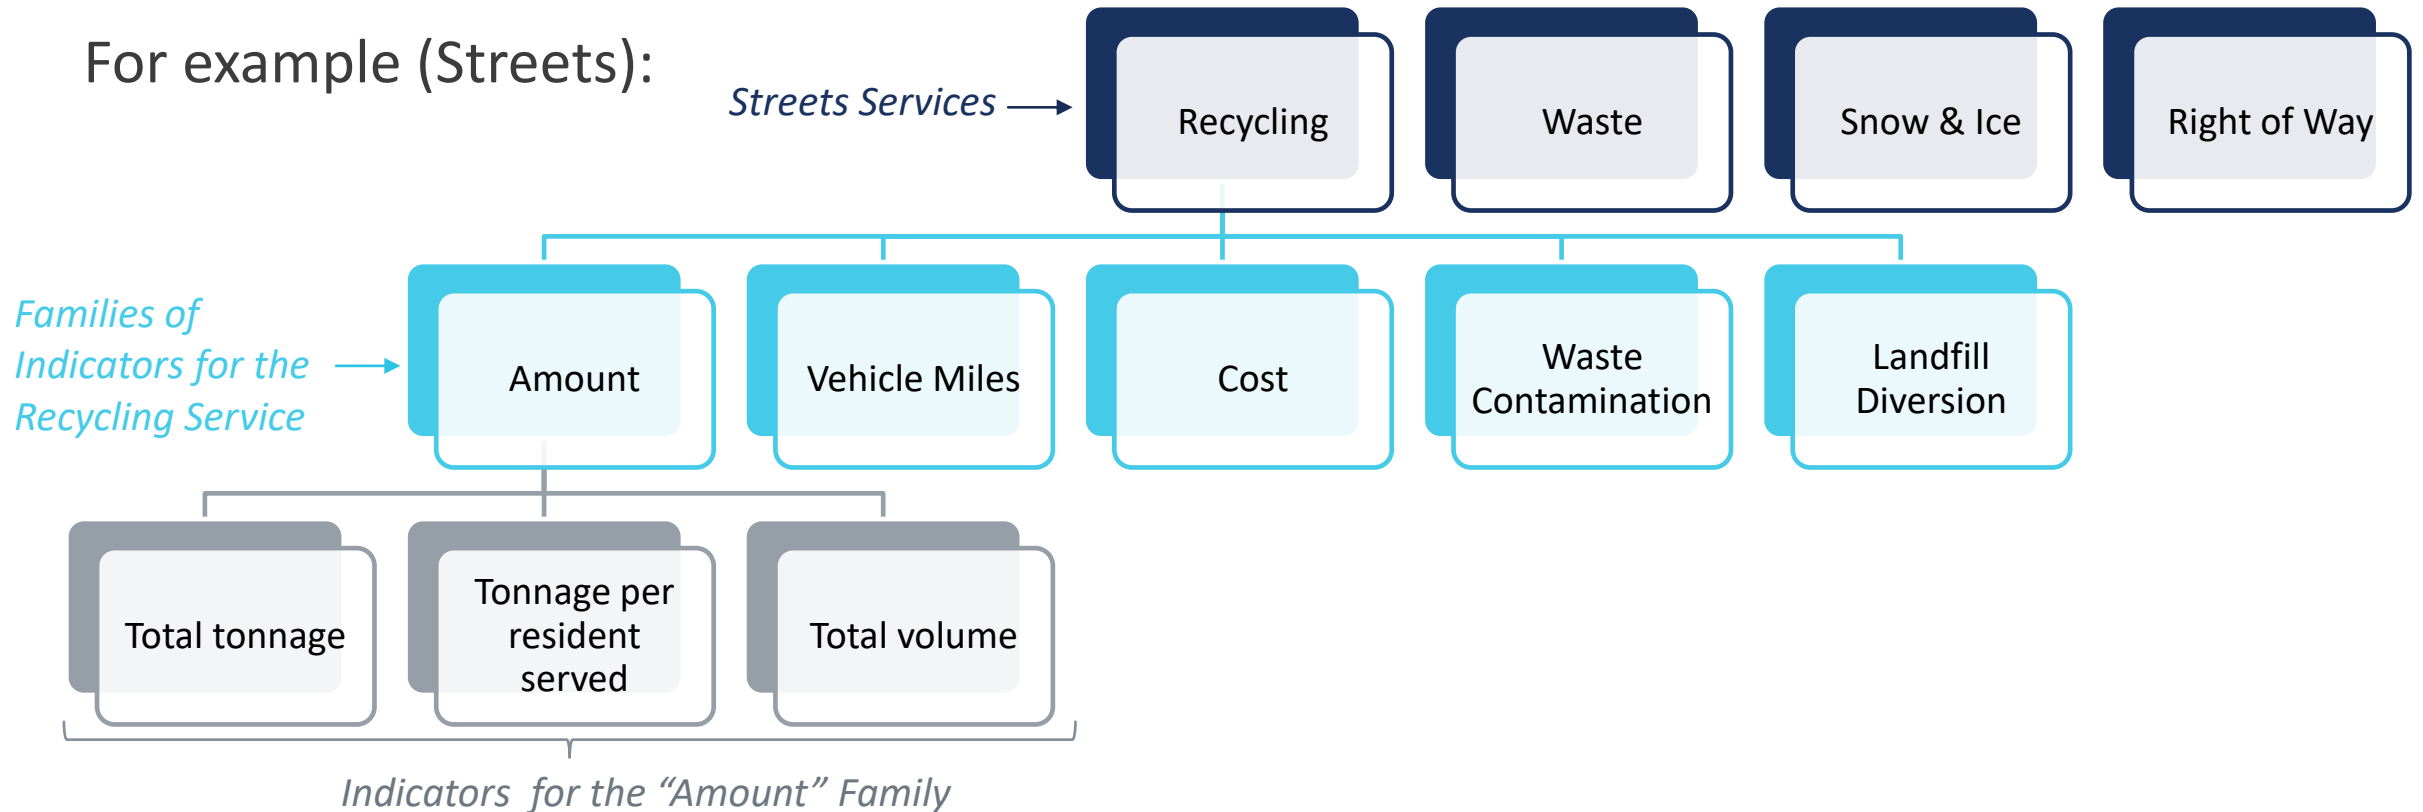 For example (Streets):
Streets Services
Recycling
Waste
Snow & Ice
Right of Way
Families of
Indicators for the
Recycling Service
Amount
Vehicle Miles
Cost
Waste
Contamination
Landfill
Diversion
Total tonnage
Tonnage per
resident
served
Total volume
Indicators  for the “Amount” Family